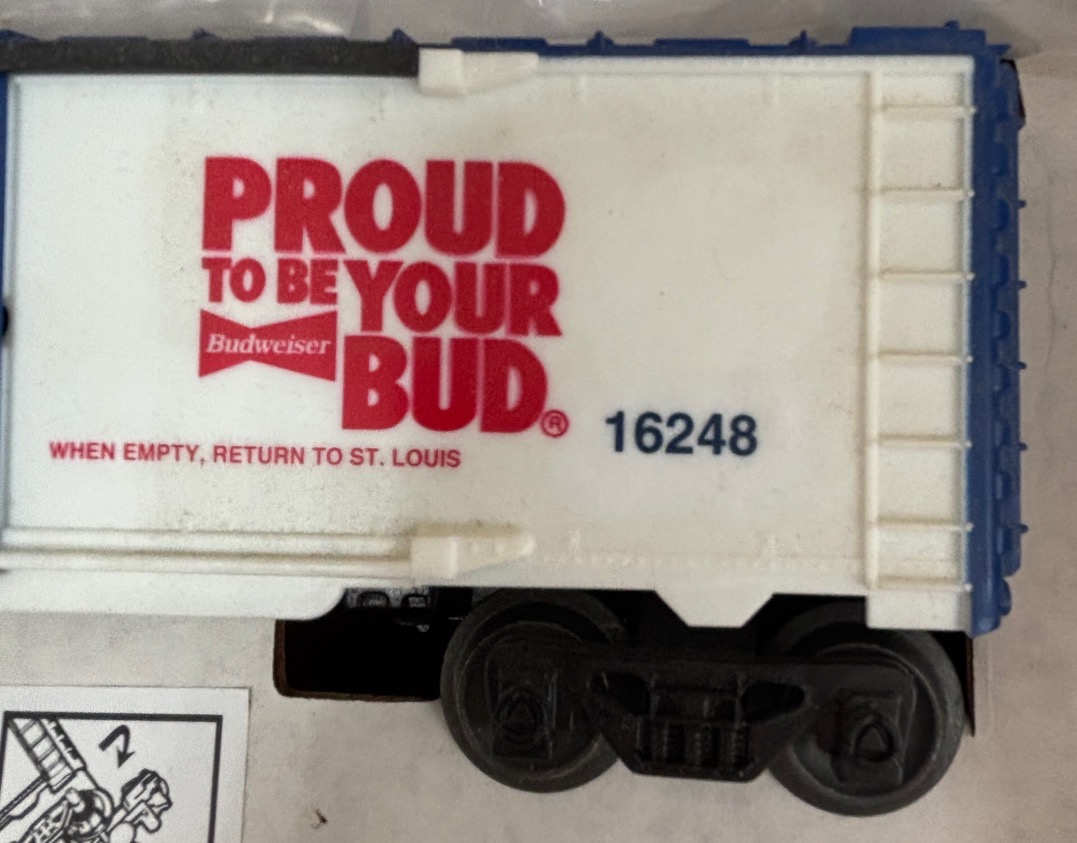 PROUD
TO BE YOUR
Budweiser
BUD®
16248
WHEN EMPTY, RETURN TO ST. LOUIS